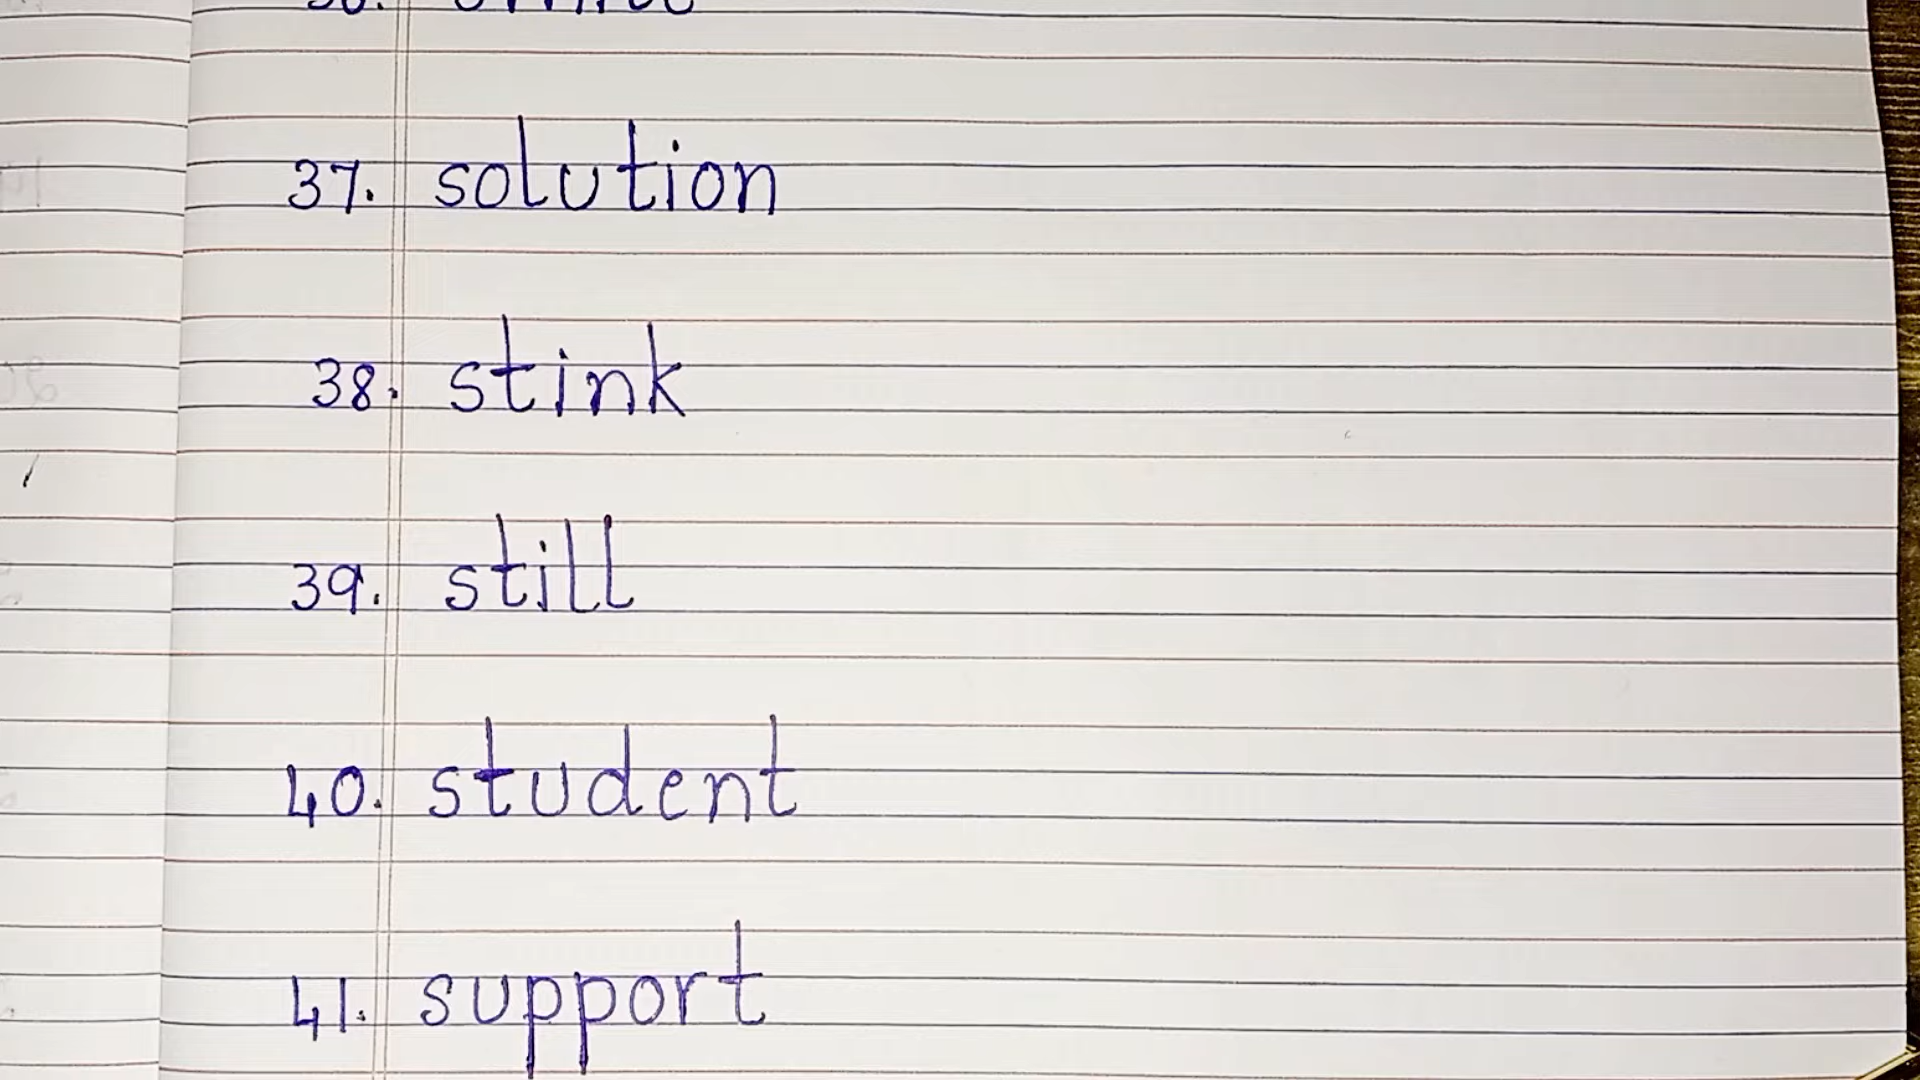 37. solution
38. stink
39. still
40. student
41. support